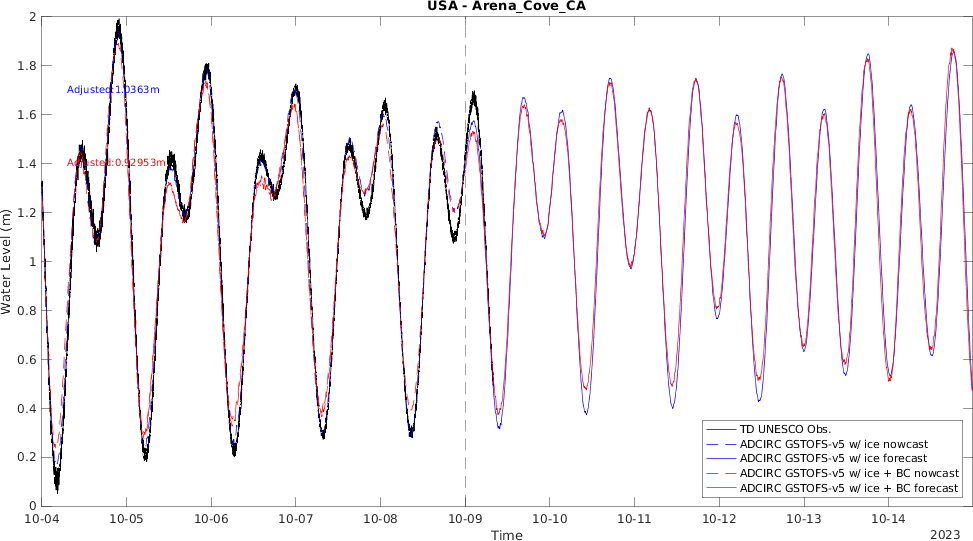 USA - Arena_Cove_CA
2
1.8
1.6
1.4
1.2
1
0.8
0.6
0.4
0.2
0
Water Level (m)
Adjusted:1.0363m
Adjusted:0.92953m
TD UNESCO Obs.
ADCIRC GSTOFS-v5 w/ ice nowcast
ADCIRC GSTOFS-v5 w/ ice forecast
ADCIRC GSTOFS-v5 w/ ice + BC nowcast
ADCIRC GSTOFS-v5 w/ ice + BC forecast
10-04 10-05 10-06 10-07 10-08 10-09 10-10 10-11 10-12 10-13 10-14
Time
2023